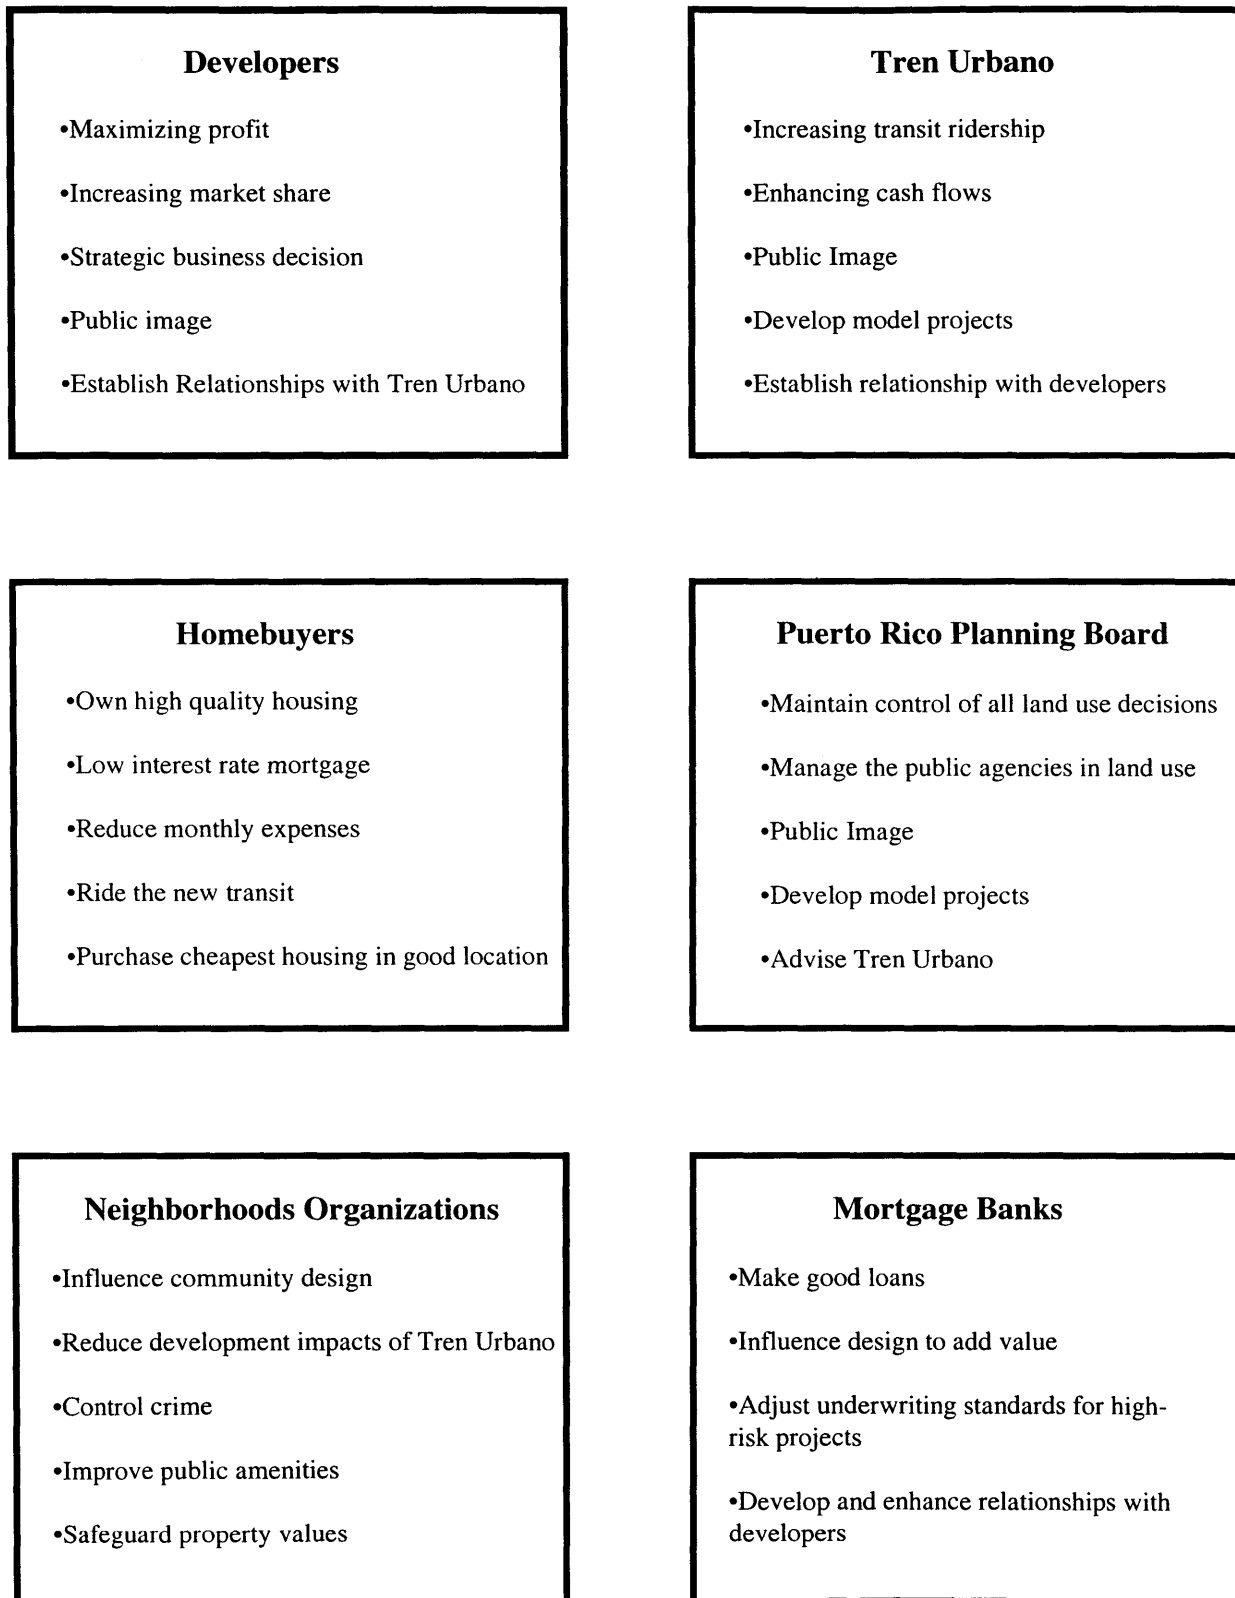 Developers
•Maximizing profit
•Increasing market share
•Strategic business decision
•Public image
•Establish Relationships with Tren Urbano
Tren Urbano
•Increasing transit ridership
•Enhancing cash flows
•Public Image
•Develop model projects
•Establish relationship with developers
Homebuyers
•Own high quality housing
•Low interest rate mortgage
•Reduce monthly expenses
•Ride the new transit
•Purchase cheapest housing in good location
Puerto Rico Planning Board
•Maintain control of all land use decisions
•Manage the public agencies in land use
•Public Image
•Develop model projects
•Advise Tren Urbano
Neighborhoods Organizations
•Influence community design
•Reduce development impacts of Tren Urbano
•Control crime
•Improve public amenities
•Safeguard property values
Mortgage Banks
•Make good loans
•Influence design to add value
•Adjust underwriting standards for high-
risk projects
•Develop and enhance relationships with
developers